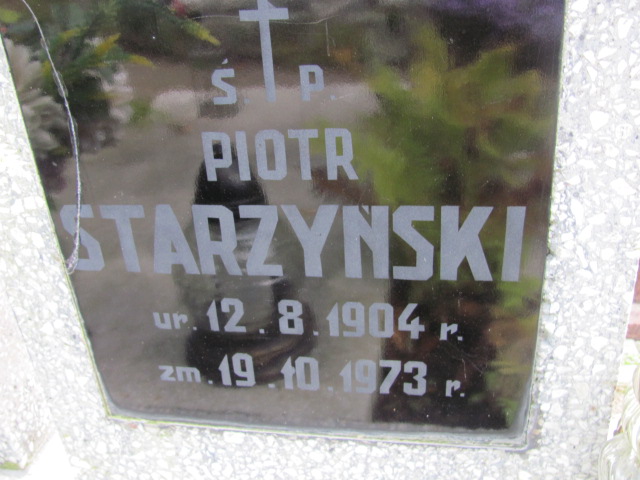 Ś P.
PIOTR
STARZYŃSKI
ur. 12.8.1904 r.
zm. 19.10.1973 r.